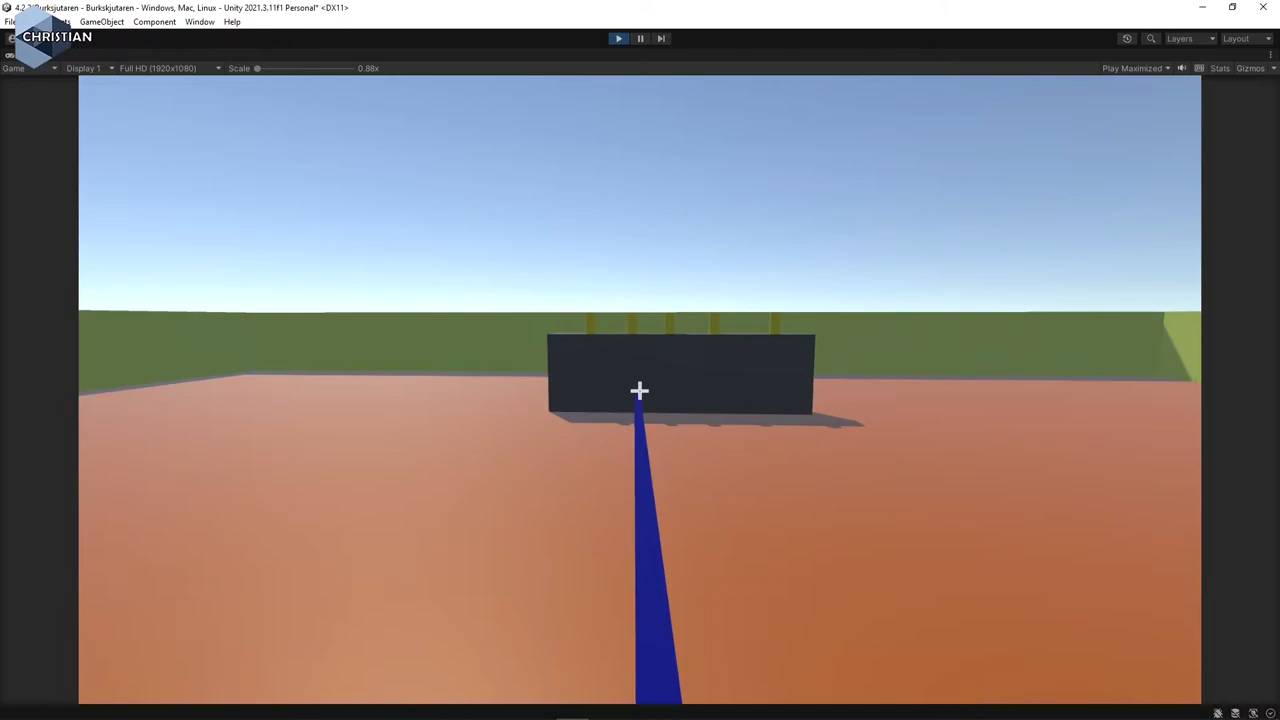 Burksjutaren - Burkskjutaren - Windows, Mac, Linux - Unity 2021.3.11f1 Personal* <DX11>
GameObject Component Window Help
CHRISTIAN
Layers Layout
Game Display 1 Full HD (1920x1080) Scale 0.88x Play Maximized Stats Gizmos